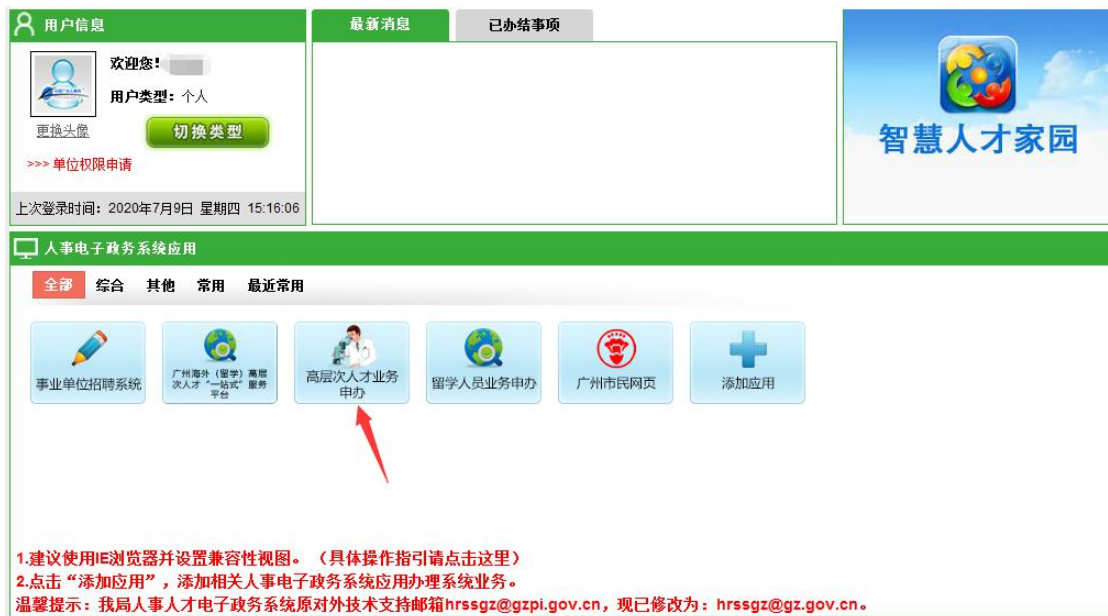 用户信息
最新消息
已办结事项
欢迎您！
用户类型：个人
更换头像
切换类型
>>> 单位权限申请
上次登录时间：2020年7月9日 星期四 15:16:06
智慧人才家园
人事电子政务系统应用
全部 综合 其他 常用 最近常用
事业单位招聘系统
广州海外（留学）高层
次人才“一站式”服务
平台
高层次人才业务
申办
留学人员业务申办
广州市民网页
添加应用
1.建议使用IE浏览器并设置兼容性视图。（具体操作指引请点击这里）
2.点击“添加应用”，添加相关人事电子政务系统应用办理系统业务。
温馨提示：我局人事人才电子政务系统原对外技术支持邮箱hrssgz@gzpi.gov.cn，现已修改为：hrssgz@gz.gov.cn。